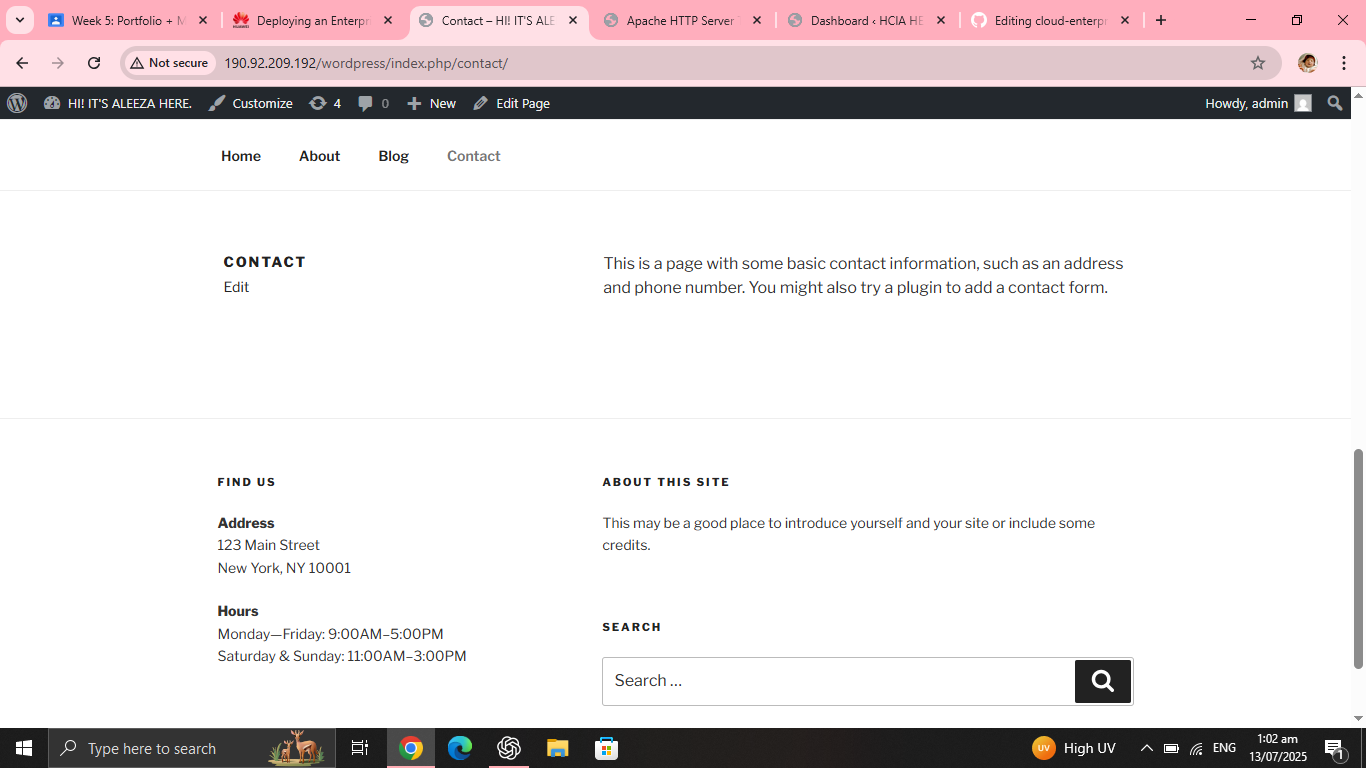 Week 5: Portfolio + M
Deploying an Enterpri
Contact – HI! IT'S ALE
Apache HTTP Server
Dashboard ‹ HCIA HE
Editing cloud-enterpr
Not secure
190.92.209.192/wordpress/index.php/contact/
HI! IT'S ALEEZA HERE.
Customize
4
0
New
Edit Page
Howdy, admin
Home
About
Blog
Contact
CONTACT
Edit
This is a page with some basic contact information, such as an address
and phone number. You might also try a plugin to add a contact form.
FIND US
Address
123 Main Street
New York, NY 10001
Hours
Monday—Friday: 9:00AM–5:00PM
Saturday & Sunday: 11:00AM–3:00PM
ABOUT THIS SITE
This may be a good place to introduce yourself and your site or include some
credits.
SEARCH
Search …
Type here to search
UV
High UV
ENG
1:02 am
13/07/2025
1